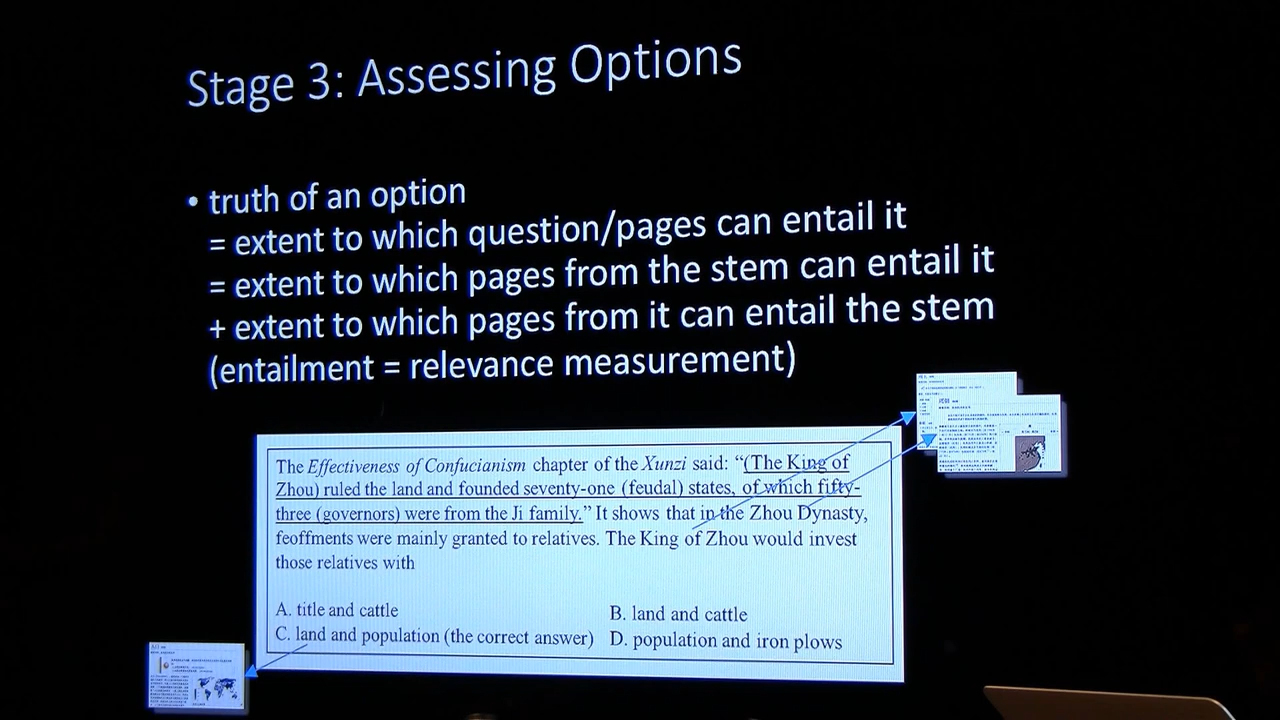 Stage 3: Assessing Options
• truth of an option
= extent to which question/pages can entail it
= extent to which pages from the stem can entail it
+ extent to which pages from it can entail the stem
(entailment = relevance measurement)
The Effectiveness of Confucianism chapter of the Xunzi said: “(The King of
Zhou) ruled the land and founded seventy-one (feudal) states, of which fifty-
three (governors) were from the Ji family.” It shows that in the Zhou Dynasty,
feoffments were mainly granted to relatives. The King of Zhou would invest
those relatives with
A. title and cattle
B. land and cattle
C. land and population (the correct answer)
D. population and iron plows